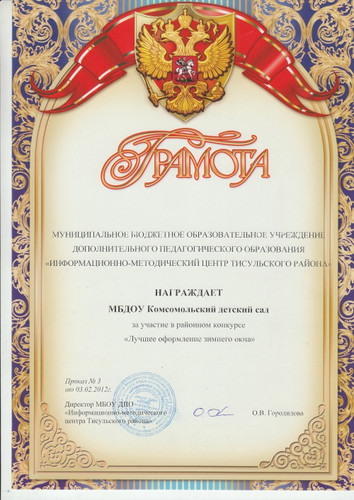 ГРАМОТА
МУНИЦИПАЛЬНОЕ БЮДЖЕТНОЕ ОБРАЗОВАТЕЛЬНОЕ УЧРЕЖДЕНИЕ
ДОПОЛНИТЕЛЬНОГО ПЕДАГОГИЧЕСКОГО ОБРАЗОВАНИЯ
«ИНФОРМАЦИОННО-МЕТОДИЧЕСКИЙ ЦЕНТР ТИСУЛЬСКОГО РАЙОНА»
НАГРАЖДАЕТ
МБДОУ Комсомольский детский сад
за участие в районном конкурсе
«Лучшее оформление зимнего окна»
Приказ № 3
от 03.02.2012г.
Директор МБОУ ДПО
«Информационно-методического
центра Тисульского района»
О.В. Городилова